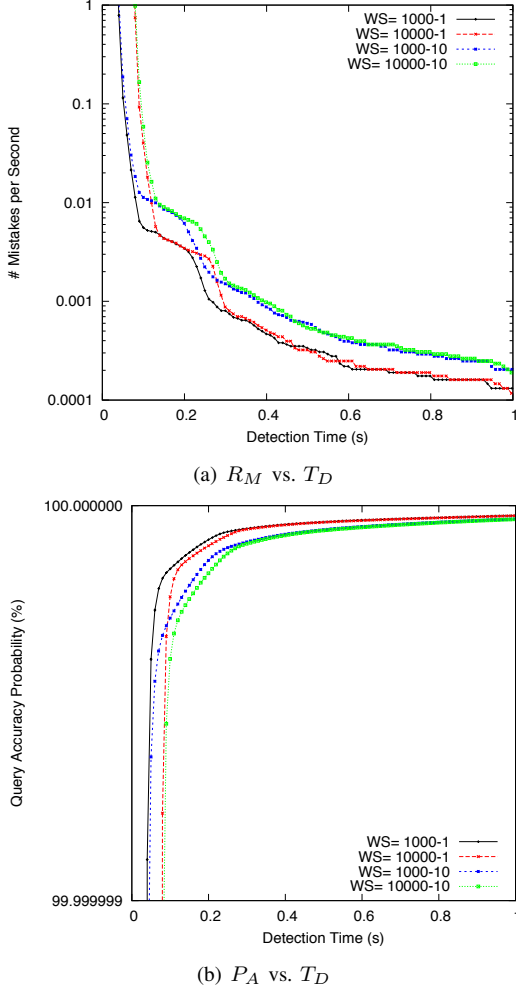 1
0.1
0.01
0.001
0.0001
# Mistakes per Second
WS= 1000-1
WS= 10000-1
WS= 1000-10
WS= 10000-10
0 0.2 0.4 0.6 0.8 1
Detection Time (s)
(a) R_M vs. T_D
100.000000
99.999999
Query Accuracy Probability (%)
WS= 1000-1
WS= 10000-1
WS= 1000-10
WS= 10000-10
0 0.2 0.4 0.6 0.8 1
Detection Time (s)
(b) P_A vs. T_D